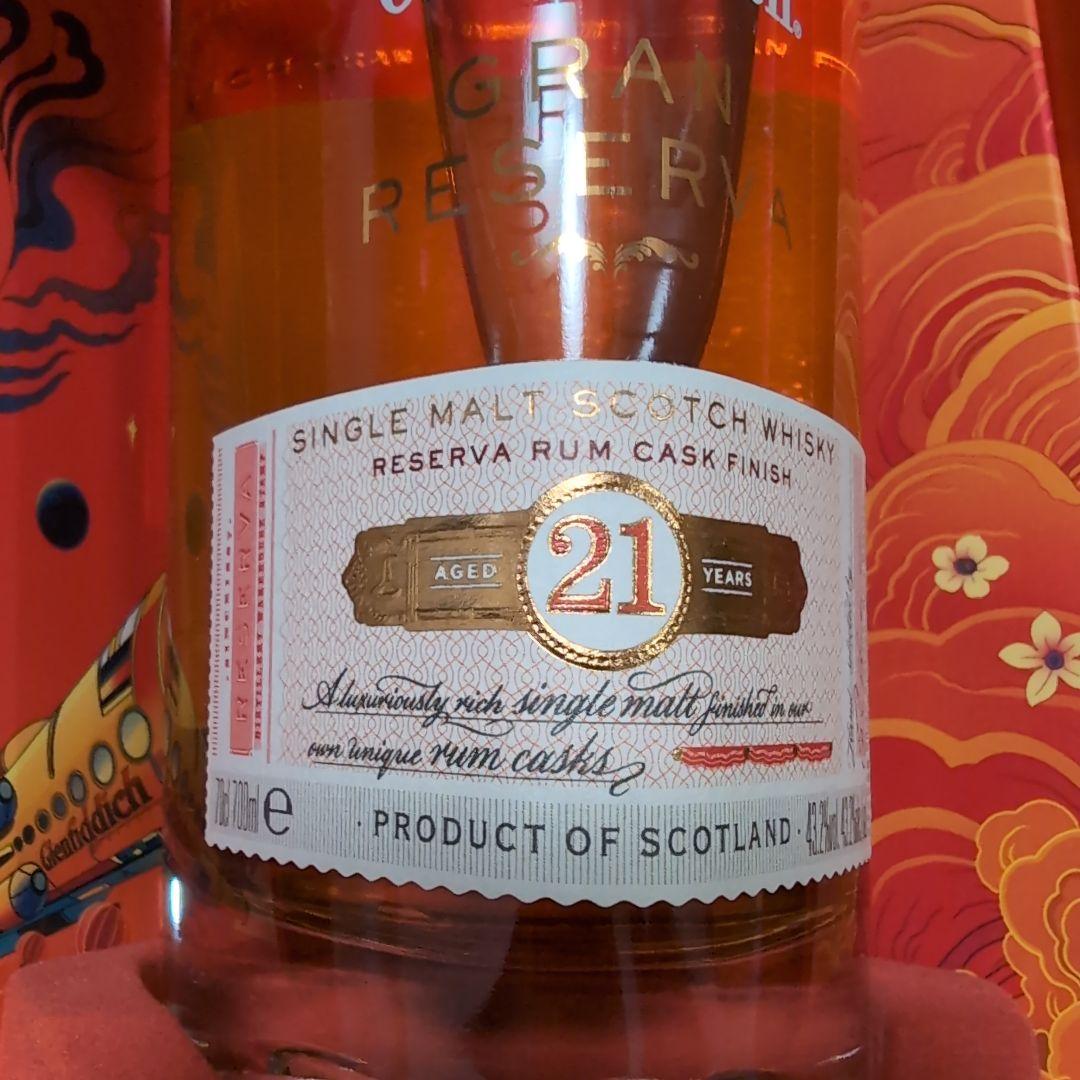 GRAN
RESERVA
SINGLE MALT SCOTCH WHISKY
RESERVA RUM CASK FINISH
AGED
21
YEARS
RESERVA
A luxuriously rich single malt finished in our
own unique rum casks
70cl 700ml e
· PRODUCT OF SCOTLAND ·
Glenfiddich